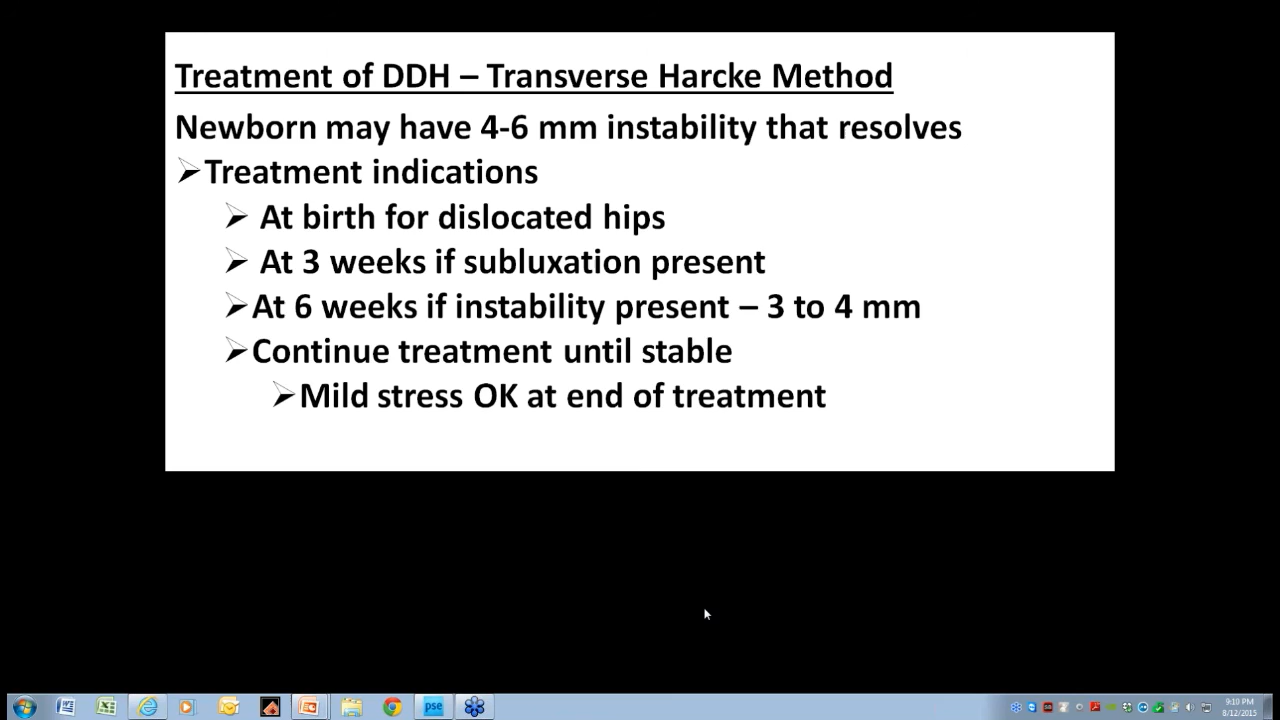 Treatment of DDH – Transverse Harcke Method
Newborn may have 4-6 mm instability that resolves
➢Treatment indications
➢ At birth for dislocated hips
➢ At 3 weeks if subluxation present
➢At 6 weeks if instability present – 3 to 4 mm
➢Continue treatment until stable
➢Mild stress OK at end of treatment
pse
9:10 PM
8/12/2015